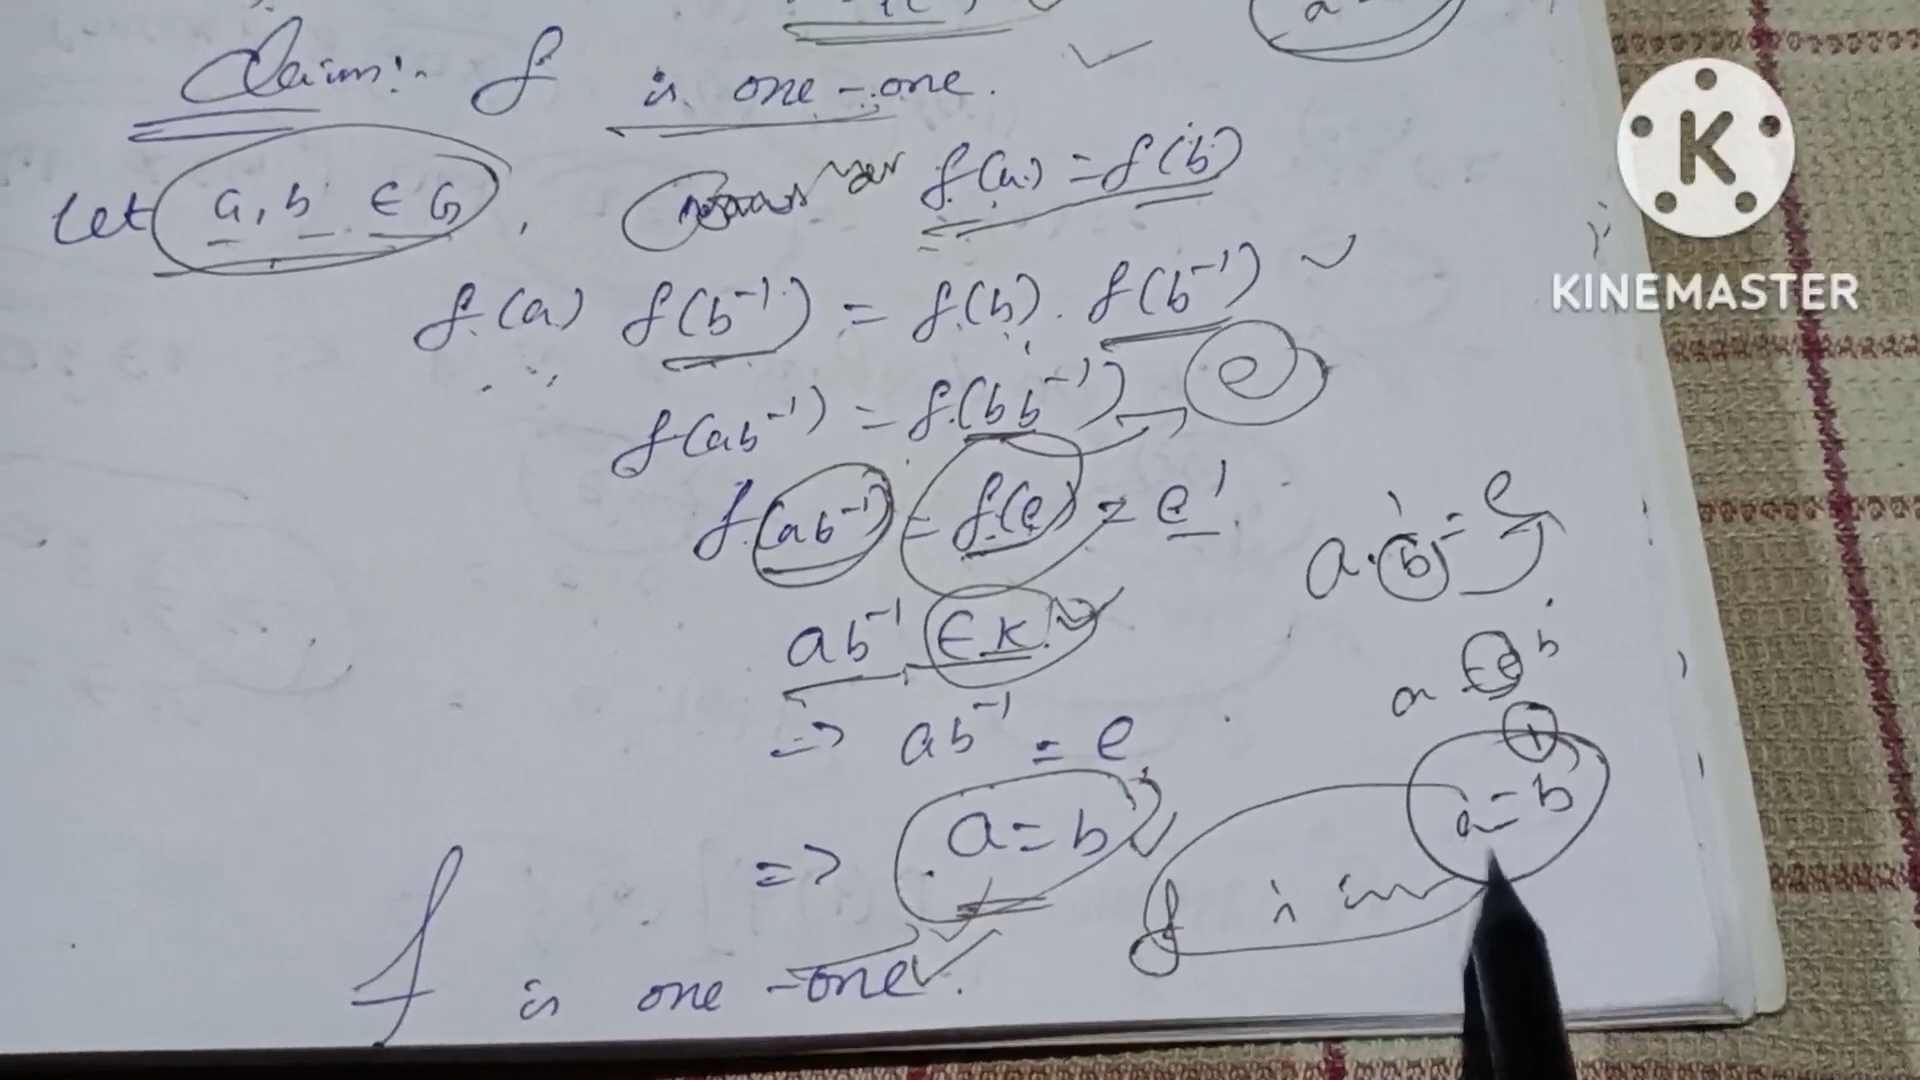 Claim:- f is one-one.
Let a, b ∈ G, f(a) = f(b)
f(a) f(b⁻¹) = f(b). f(b⁻¹)
e
f(ab⁻¹) = f(bb⁻¹)
f(ab⁻¹) = f(e) = e'
ab⁻¹ ∈ K
=> ab⁻¹ = e
=> a = b
f is one-one.
a = b
f is
K
KINEMASTER